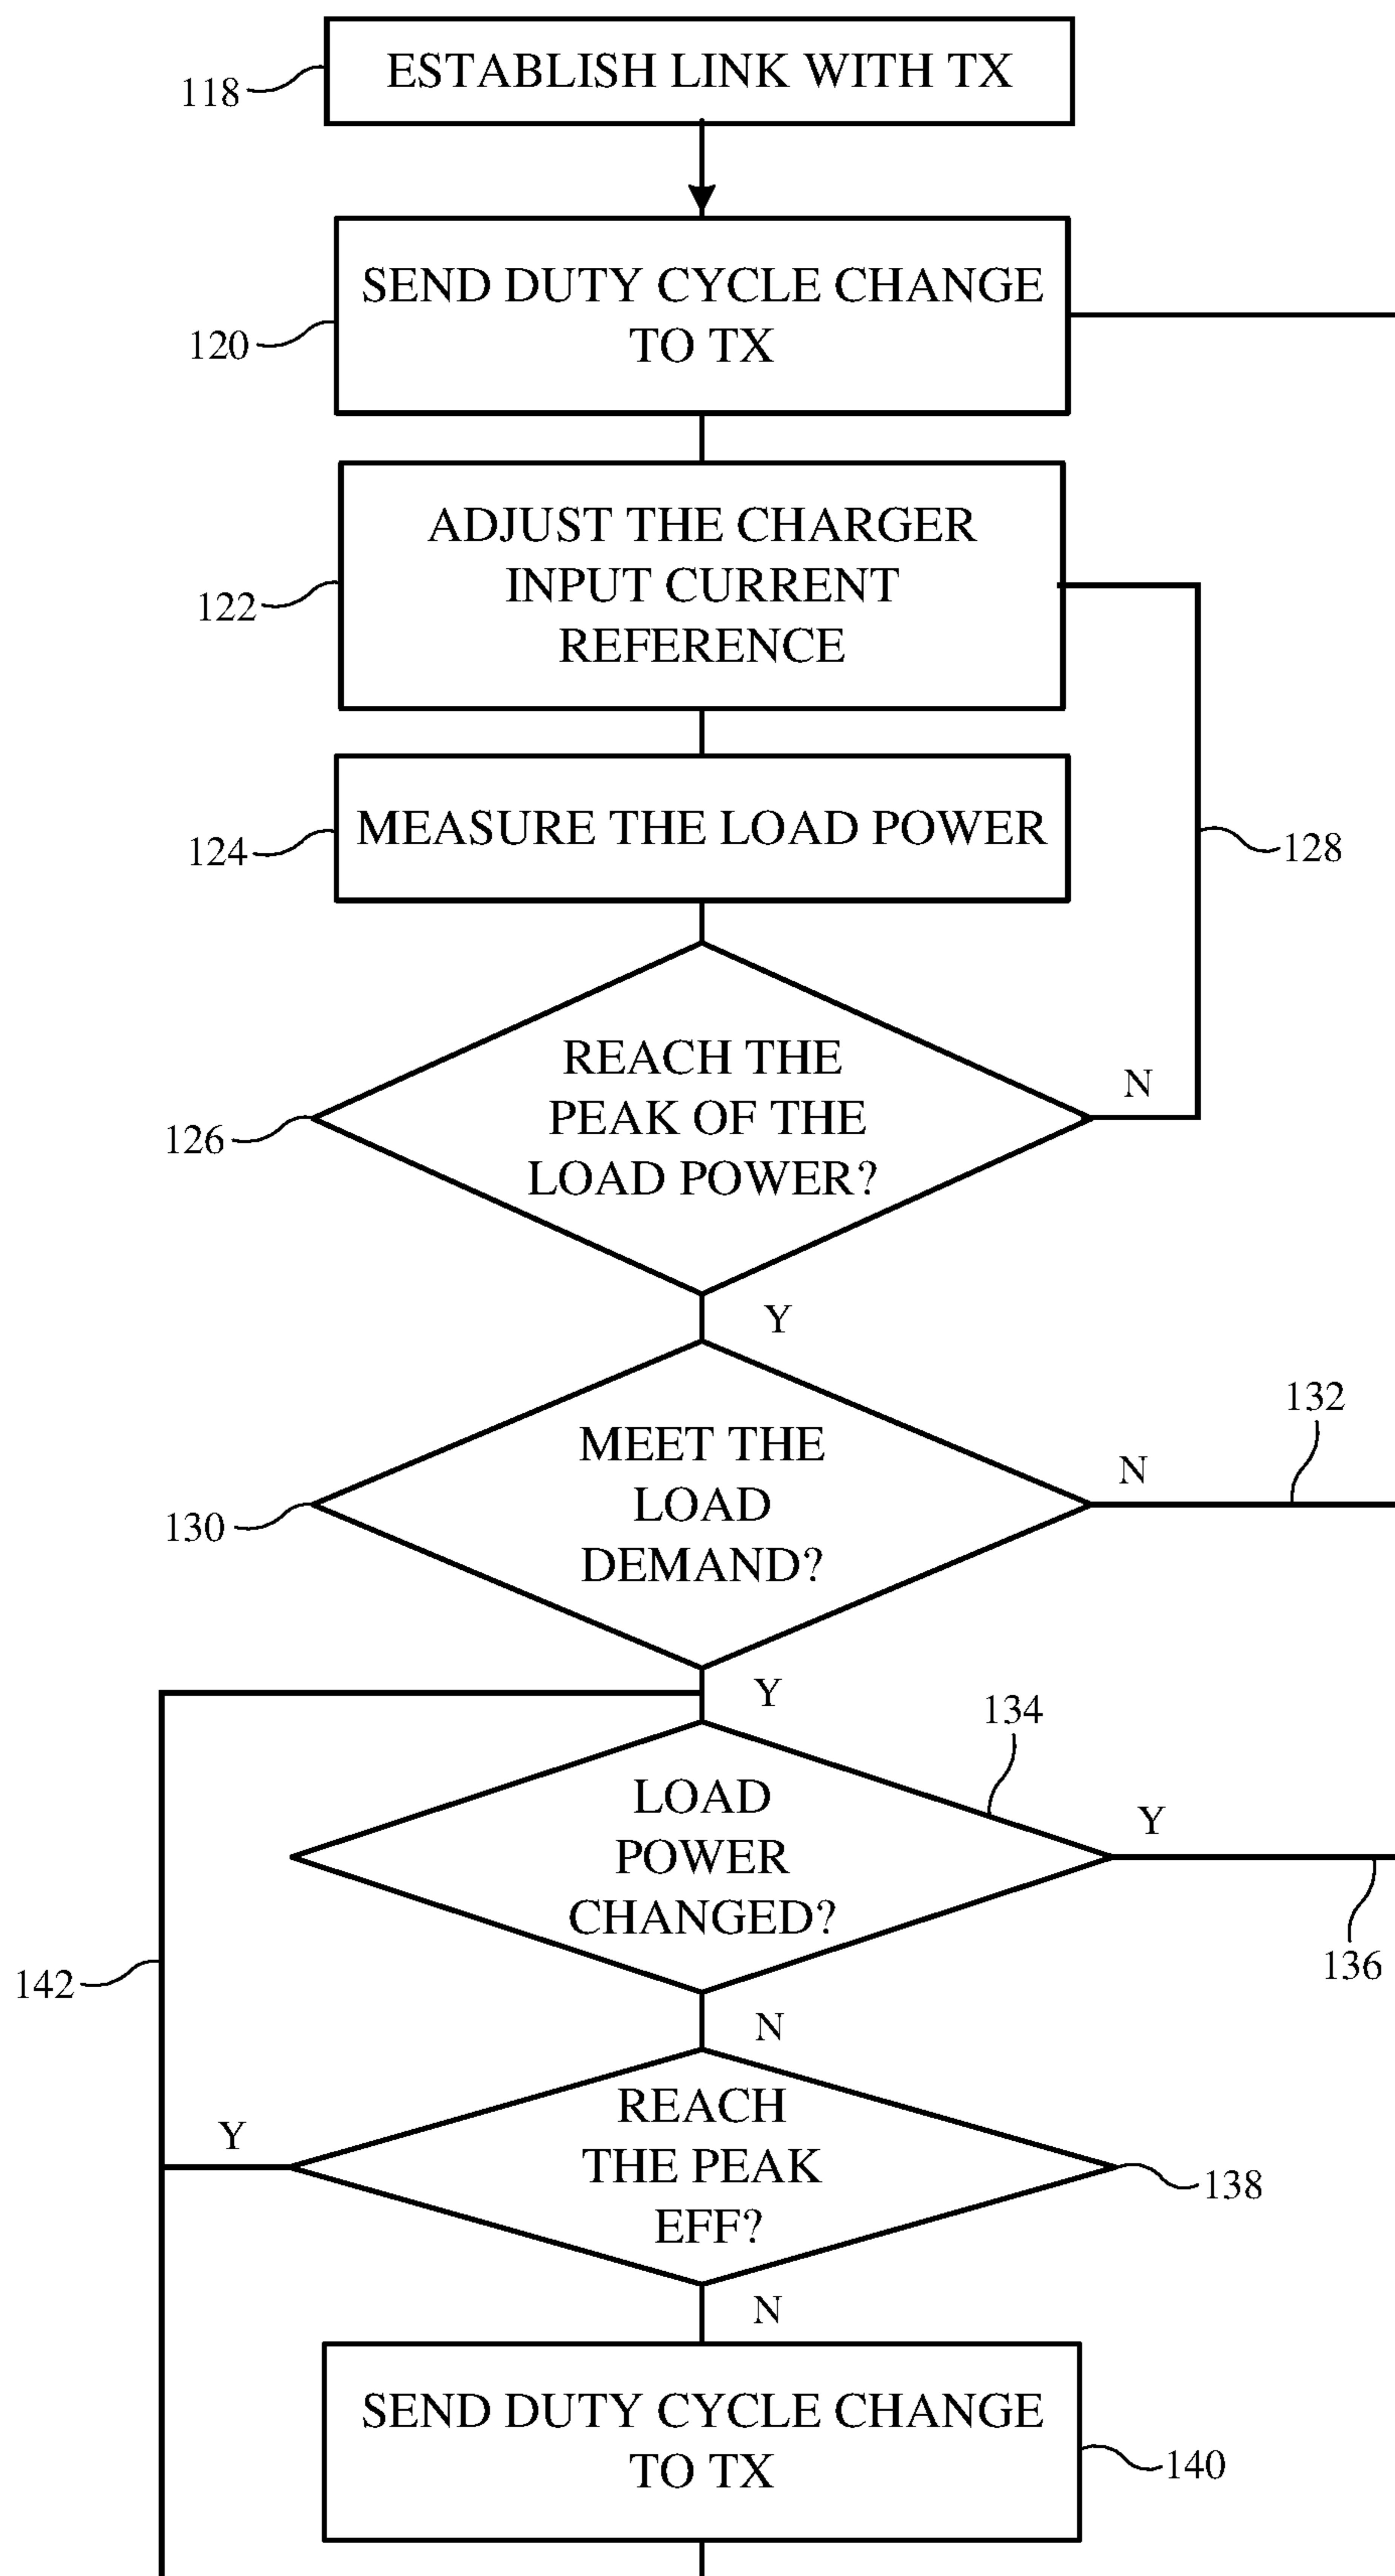 ESTABLISH LINK WITH TX
118
SEND DUTY CYCLE CHANGE
TO TX
120
ADJUST THE CHARGER
INPUT CURRENT
REFERENCE
122
MEASURE THE LOAD POWER
124
128
REACH THE
PEAK OF THE
LOAD POWER?
N
126
Y
MEET THE
LOAD
DEMAND?
132
N
130
Y
134
LOAD
POWER
CHANGED?
Y
136
142
N
REACH
THE PEAK
EFF?
Y
138
N
SEND DUTY CYCLE CHANGE
TO TX
140